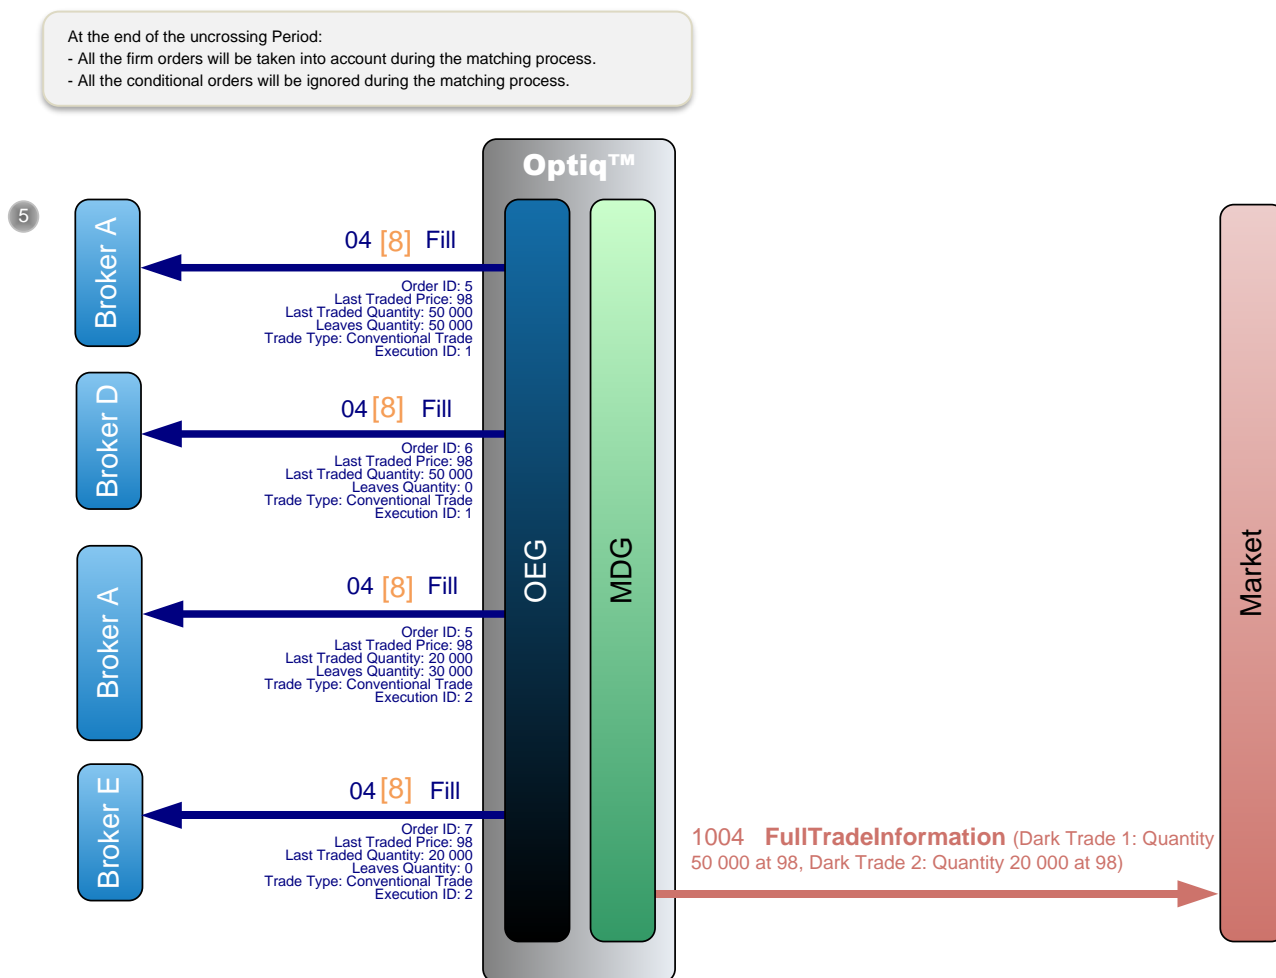 At the end of the uncrossing Period:
- All the firm orders will be taken into account during the matching process.
- All the conditional orders will be ignored during the matching process.
Optiq™
5
Broker A
04 [8] Fill
Order ID: 5
Last Traded Price: 98
Last Traded Quantity: 50 000
Leaves Quantity: 50 000
Trade Type: Conventional Trade
Execution ID: 1
Broker D
04 [8] Fill
Order ID: 6
Last Traded Price: 98
Last Traded Quantity: 50 000
Leaves Quantity: 0
Trade Type: Conventional Trade
Execution ID: 1
Broker A
04 [8] Fill
Order ID: 5
Last Traded Price: 98
Last Traded Quantity: 20 000
Leaves Quantity: 30 000
Trade Type: Conventional Trade
Execution ID: 2
Broker E
04 [8] Fill
Order ID: 7
Last Traded Price: 98
Last Traded Quantity: 20 000
Leaves Quantity: 0
Trade Type: Conventional Trade
Execution ID: 2
OEG
MDG
1004 FullTradeInformation (Dark Trade 1: Quantity
50 000 at 98, Dark Trade 2: Quantity 20 000 at 98)
Market